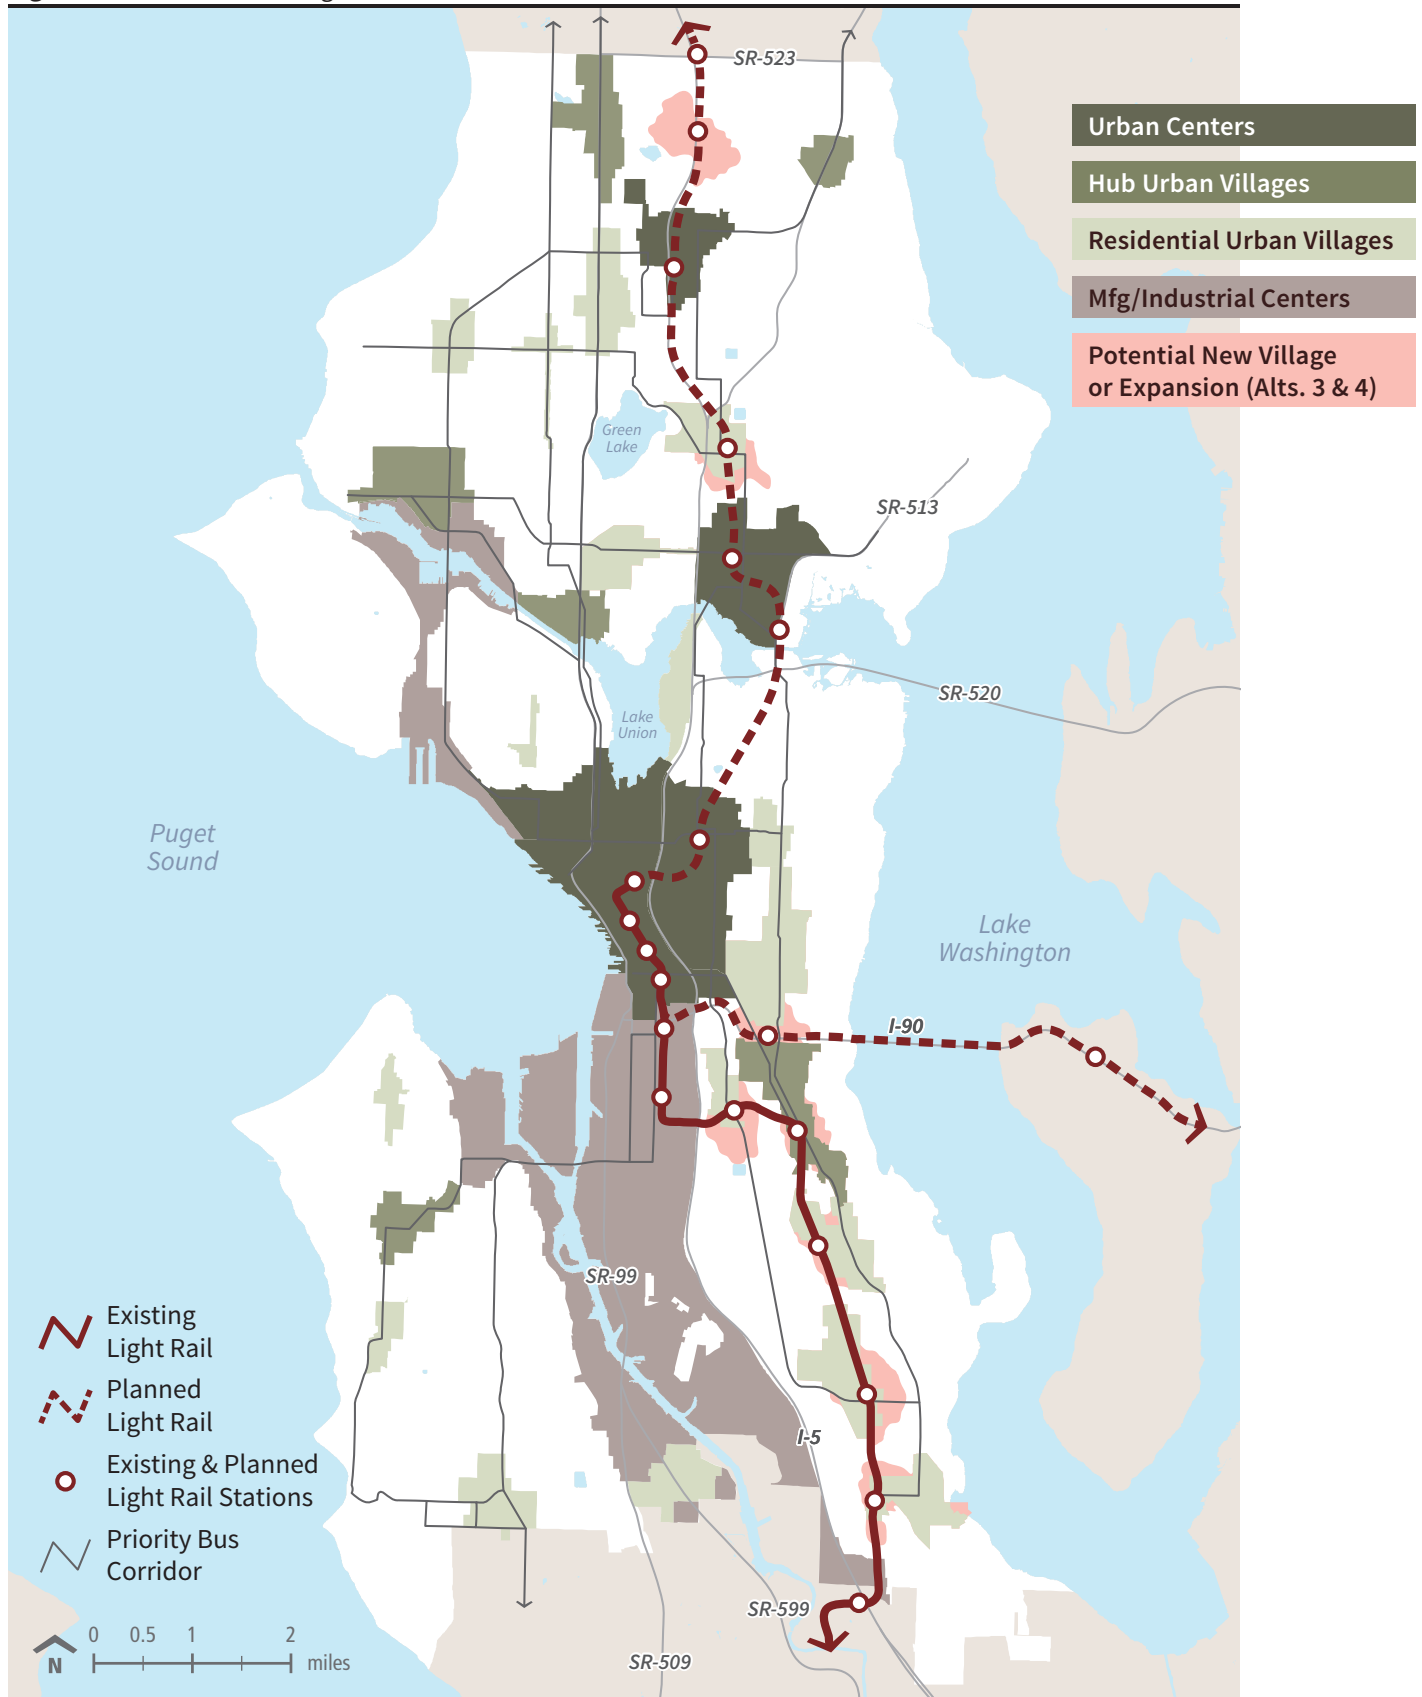 SR-523
Urban Centers
Hub Urban Villages
Residential Urban Villages
Mfg/Industrial Centers
Potential New Village
or Expansion (Alts. 3 & 4)
Green
Lake
SR-513
SR-520
Lake
Union
Puget
Sound
Lake
Washington
I-90
SR-99
Existing
Light Rail
Planned
Light Rail
I-5
Existing & Planned
Light Rail Stations
Priority Bus
Corridor
SR-599
SR-509
N
0 0.5 1 2
miles